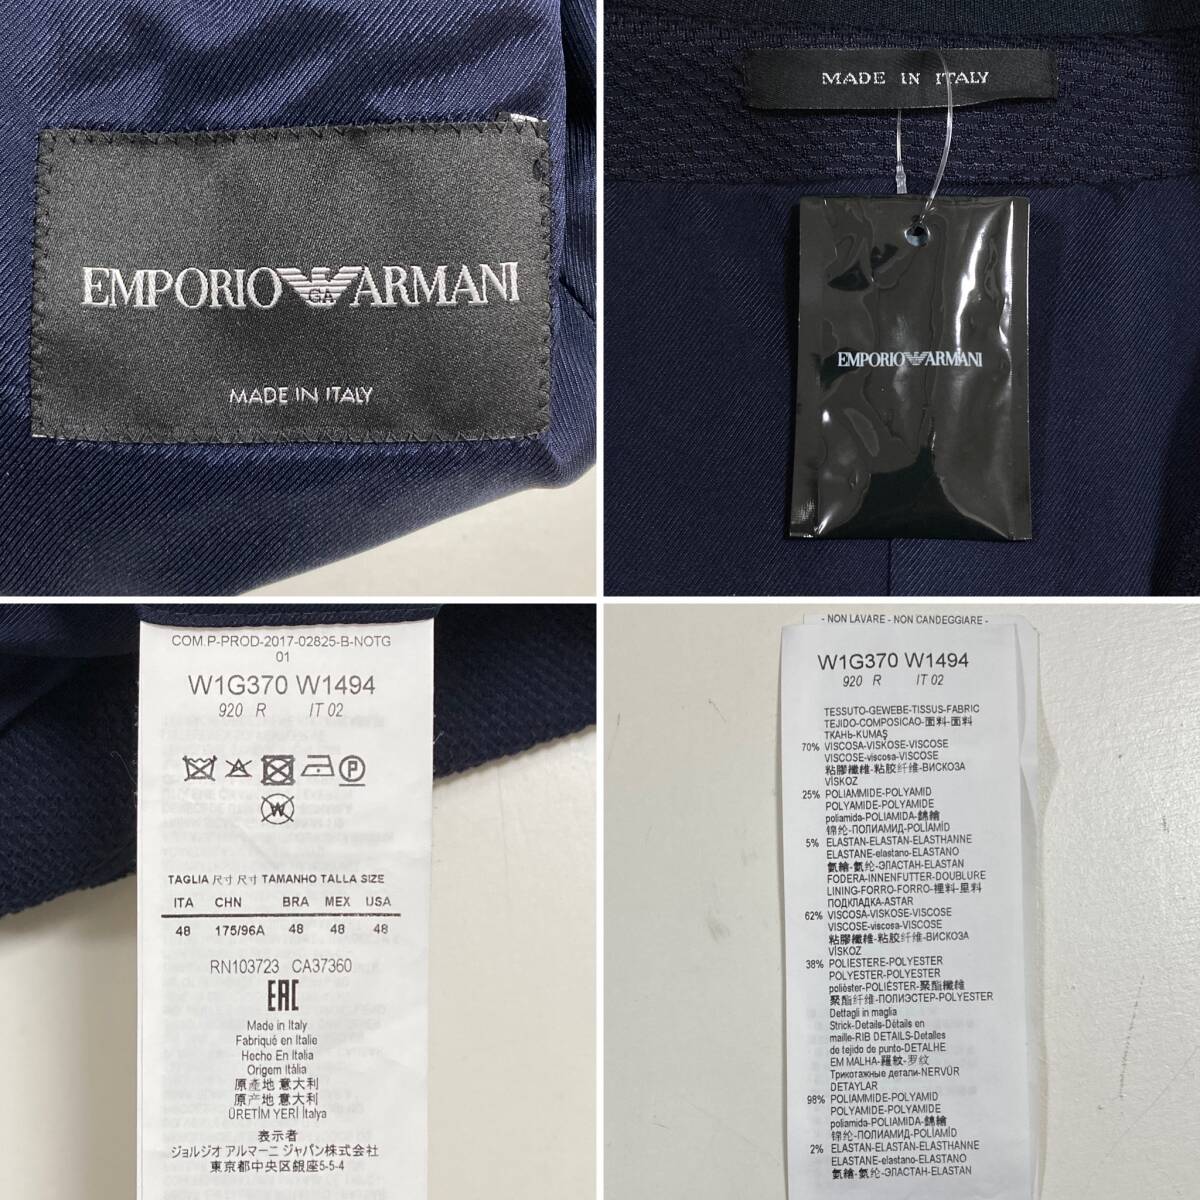 EMPORIO GA ARMANI
MADE IN ITALY
MADE IN ITALY
EMPORIO ARMANI
COM.P-PROD-2017-02825-B-NOTG
01
W1G370 W1494
920 R IT 02
W
P
TAGLIA 尺寸 尺寸 TAMANHO TALLA SIZE
ITA CHN BRA MEX USA
48 175/96A 48 48 48
RN103723 CA37360
EAC
Made in Italy
Fabriqué en Italie
Hecho En Italia
Origem Itália
原產地 意大利
原产地 意大利
ÜRETİM YERİ İtalya
表示者
ジョルジオ アルマーニ ジャパン株式会社
東京都中央区銀座5-5-4
- NON LAVARE - NON CANDEGGIARE -
W1G370 W1494
920 R IT 02
TESSUTO-GEWEBE-TISSUS-FABRIC
TEJIDO-COMPOSICAO-面料-面料
ТКАНЬ-KUMAŞ
70% VISCOSA-VISKOSE-VISCOSE
VISCOSE-viscosa-VISCOSE
粘膠纖維-粘胶纤维-ВИСКОЗА
VİSKOZ
25% POLIAMMIDE-POLYAMID
POLYAMIDE-POLYAMIDE
poliamida-POLIAMIDA-錦綸
锦纶-ПОЛИАМИД-POLİAMİD
5% ELASTAN-ELASTAN-ELASTHANNE
ELASTANE-elastano-ELASTANO
氨綸-氨纶-ЭЛАСТАН-ELASTAN
FODERA-INNENFUTTER-DOUBLURE
LINING-FORRO-FORRO-裡料-里料
ПОДКЛАДКА-ASTAR
62% VISCOSA-VISKOSE-VISCOSE
VISCOSE-viscosa-VISCOSE
粘膠纖維-粘胶纤维-ВИСКОЗА
VİSKOZ
38% POLIESTERE-POLYESTER
POLYESTER-POLYESTER
poliéster-POLIÉSTER-聚酯纖維
聚酯纤维-ПОЛИЭСТЕР-POLYESTER
Dettagli in maglia
Strick-Details-Détails en
maille-RIB DETAILS-Detalles
de tejido de punto-DETALHE
EM MALHA-羅紋-罗纹
Трикотажные детали-NERVÜR
DETAYLAR
98% POLIAMMIDE-POLYAMID
POLYAMIDE-POLYAMIDE
poliamida-POLIAMIDA-錦綸
锦纶-ПОЛИАМИД-POLİAMİD
2% ELASTAN-ELASTAN-ELASTHANNE
ELASTANE-elastano-ELASTANO
氨綸-氨纶-ЭЛАСТАН-ELASTAN